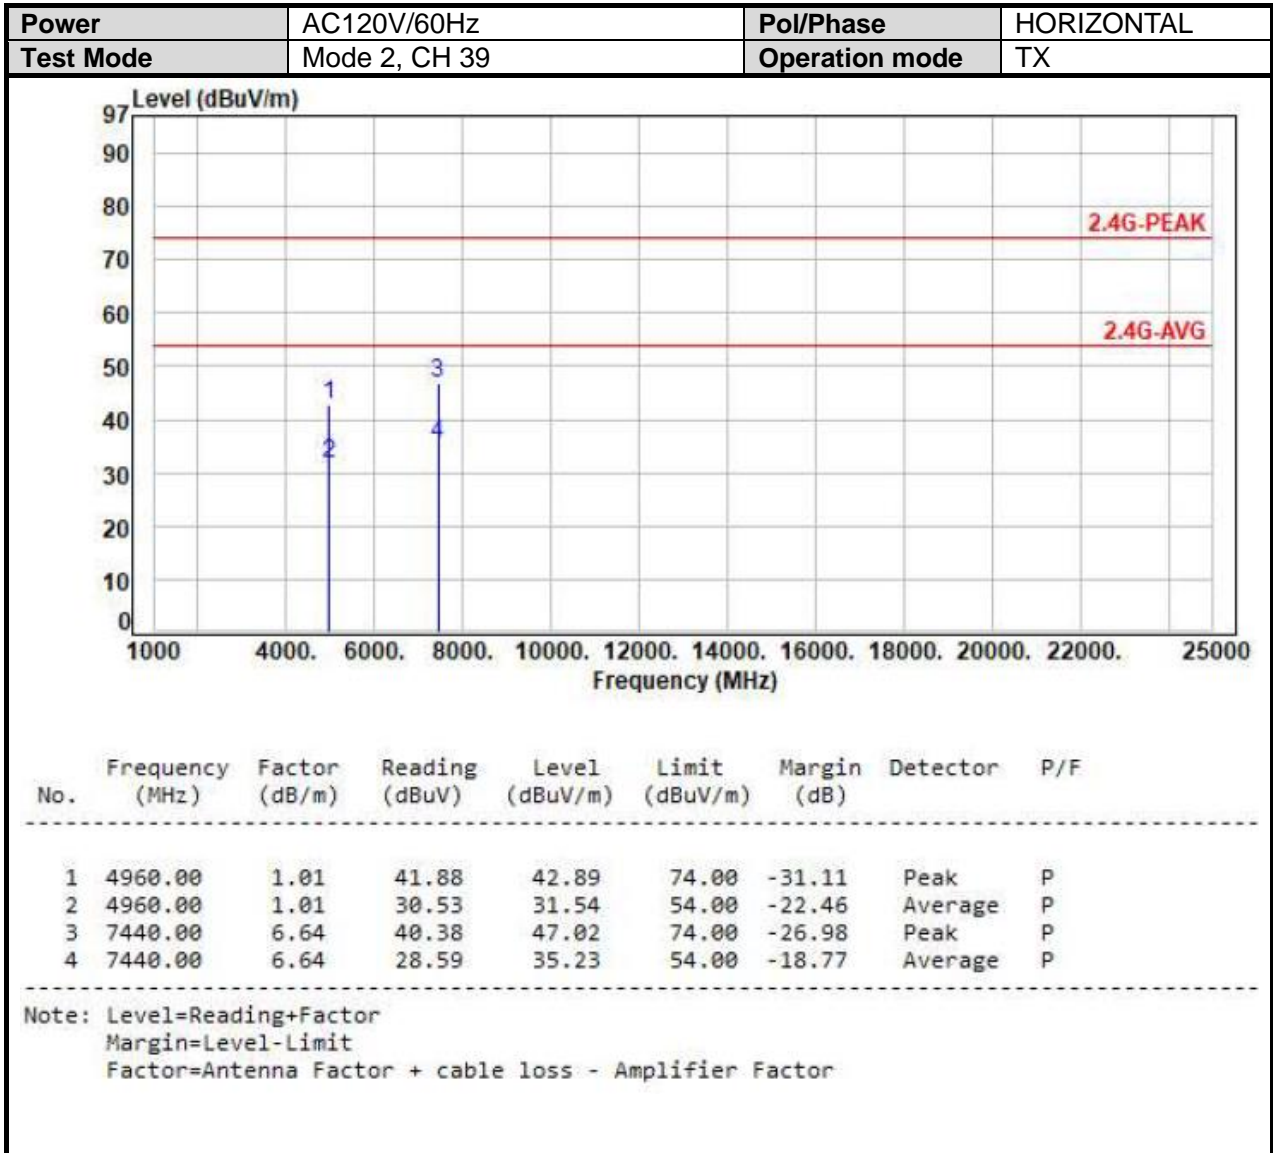 Power AC120V/60Hz Pol/Phase HORIZONTAL
Test Mode Mode 2, CH 39 Operation mode TX
Level (dBuV/m)
97
90
80
2.4G-PEAK
70
60
2.4G-AVG
50
3
1
40
4
2
30
20
10
0
1000 4000. 6000. 8000. 10000. 12000. 14000. 16000. 18000. 20000. 22000. 25000
Frequency (MHz)
Frequency Factor Reading Level Limit Margin Detector P/F
No. (MHz) (dB/m) (dBuV) (dBuV/m) (dBuV/m) (dB)
1 4960.00 1.01 41.88 42.89 74.00 -31.11 Peak P
2 4960.00 1.01 30.53 31.54 54.00 -22.46 Average P
3 7440.00 6.64 40.38 47.02 74.00 -26.98 Peak P
4 7440.00 6.64 28.59 35.23 54.00 -18.77 Average P
Note: Level=Reading+Factor
Margin=Level-Limit
Factor=Antenna Factor + cable loss - Amplifier Factor